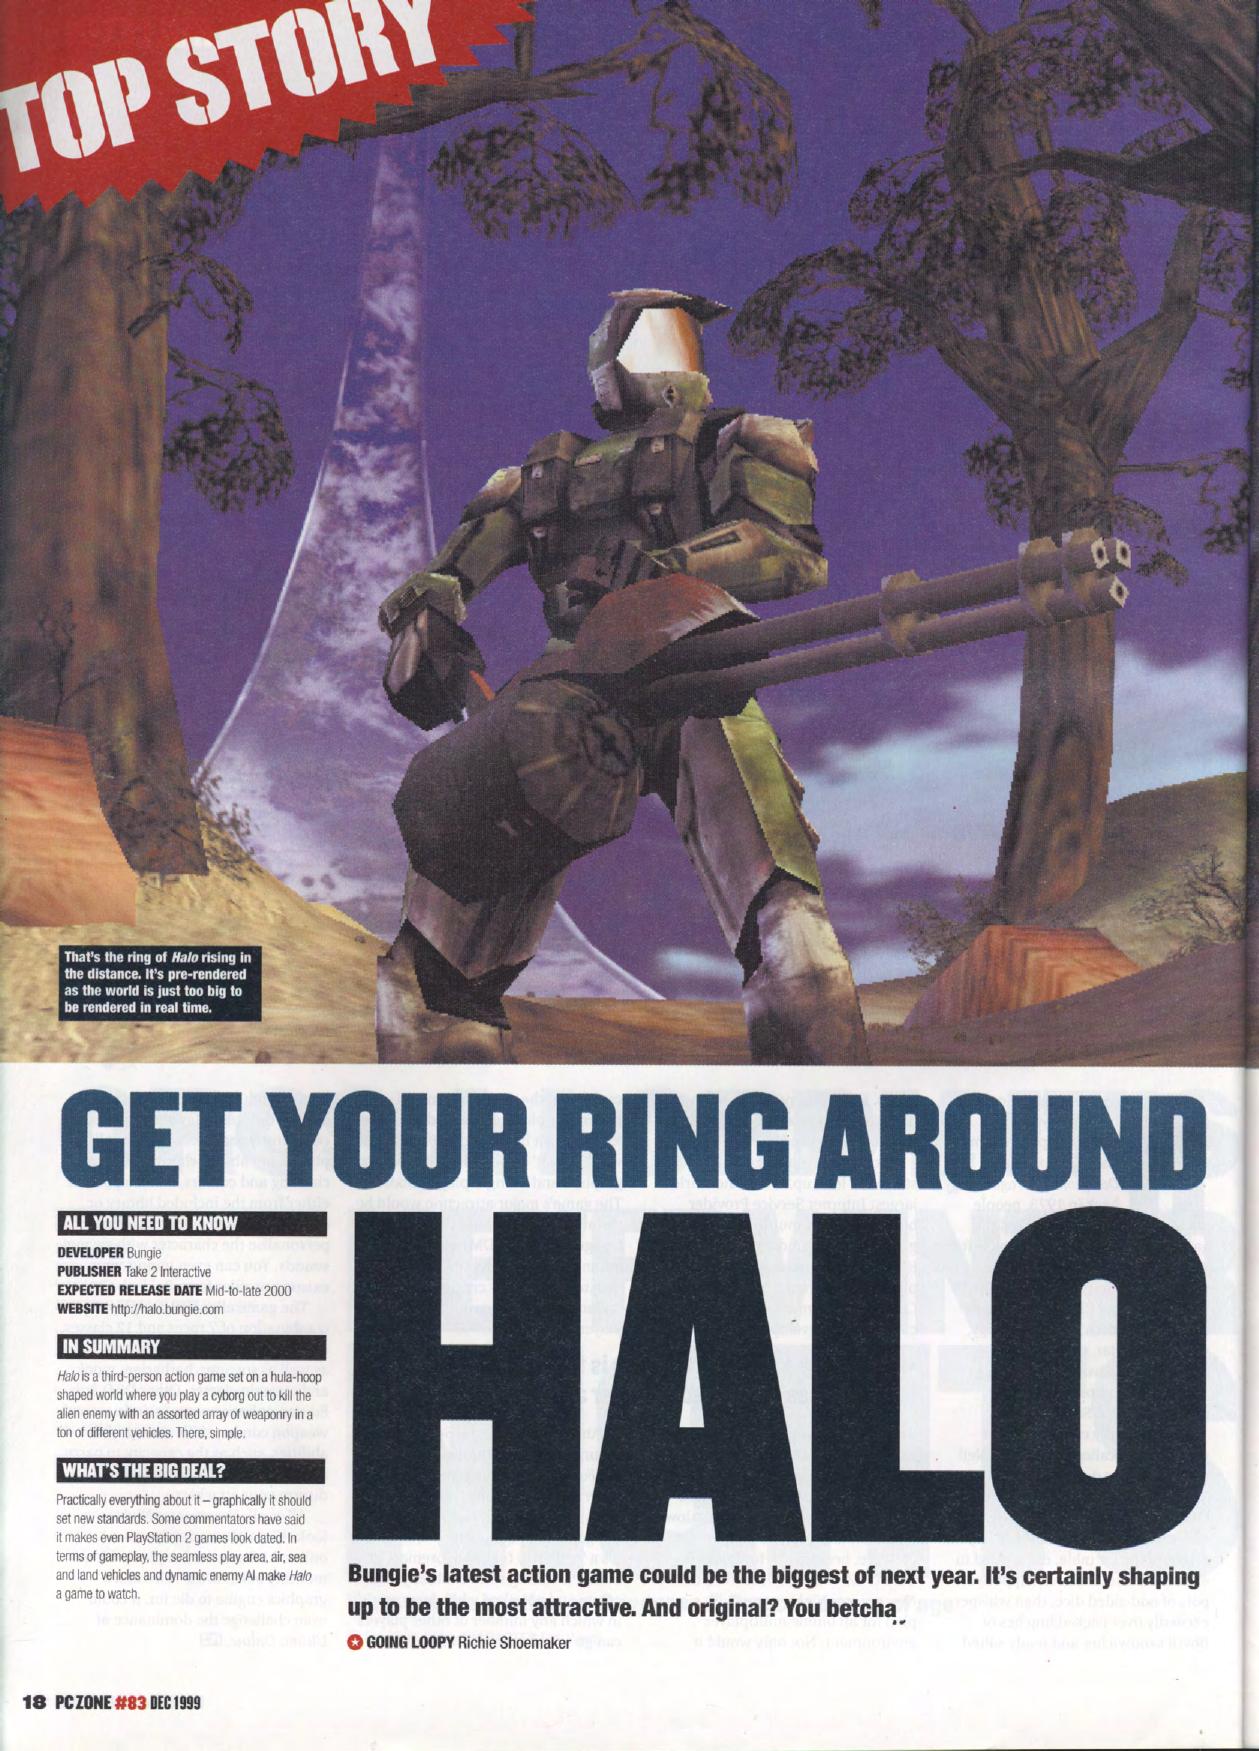 TOP STORY
That's the ring of Halo rising in
the distance. It's pre-rendered
as the world is just too big to
be rendered in real time.
GET YOUR RING AROUND
HALO
ALL YOU NEED TO KNOW
DEVELOPER Bungie
PUBLISHER Take 2 Interactive
EXPECTED RELEASE DATE Mid-to-late 2000
WEBSITE http://halo.bungie.com
IN SUMMARY
Halo is a third-person action game set on a hula-hoop
shaped world where you play a cyborg out to kill the
alien enemy with an assorted array of weaponry in a
ton of different vehicles. There, simple.
WHAT'S THE BIG DEAL?
Practically everything about it – graphically it should
set new standards. Some commentators have said
it makes even PlayStation 2 games look dated. In
terms of gameplay, the seamless play area, air, sea
and land vehicles and dynamic enemy AI make Halo
a game to watch.
Bungie's latest action game could be the biggest of next year. It's certainly shaping
up to be the most attractive. And original? You betcha
GOING LOOPY Richie Shoemaker
18 PC ZONE #83 DEC 1999